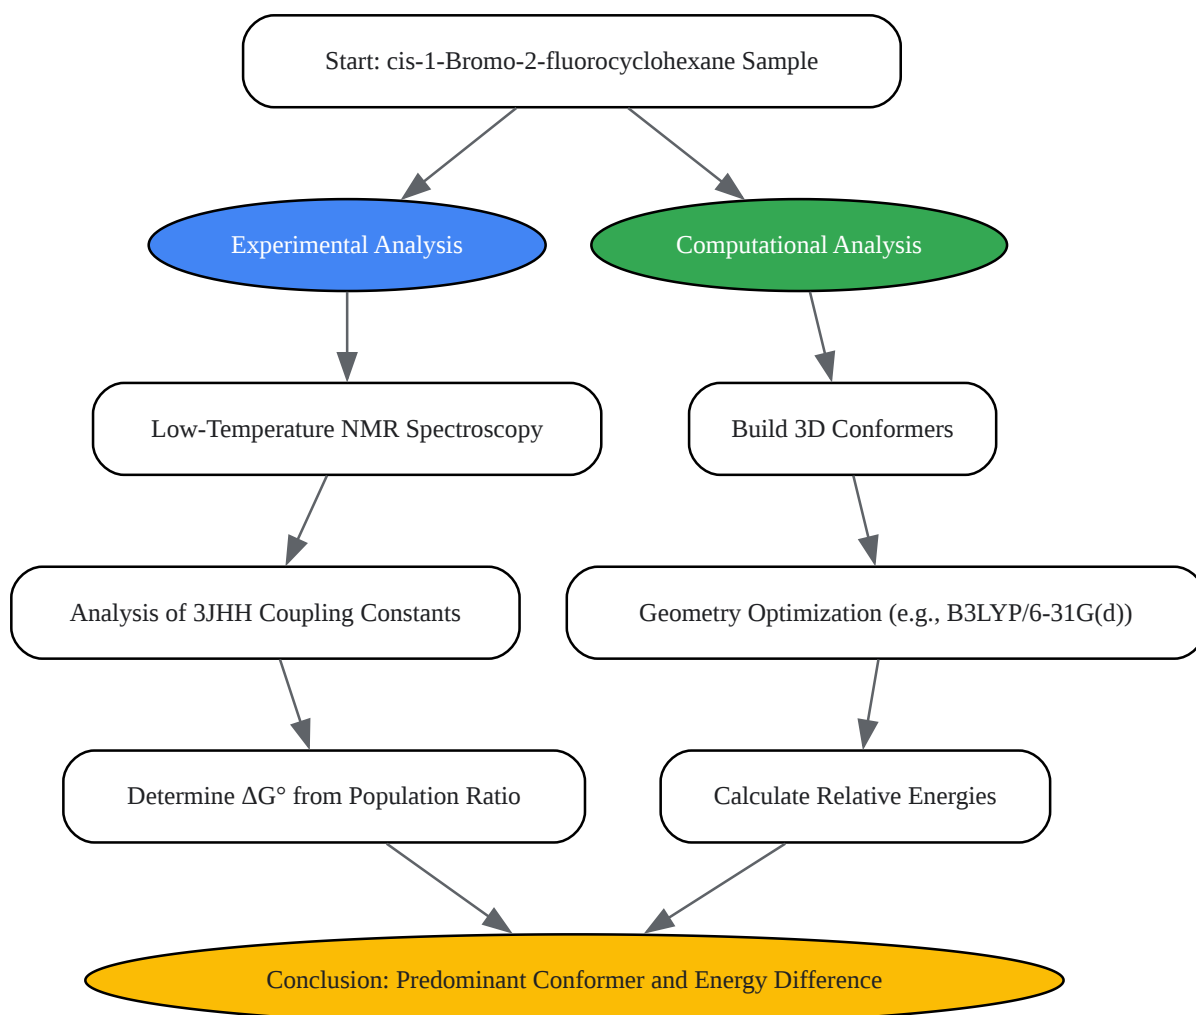 Start: cis-1-Bromo-2-fluorocyclohexane Sample
Experimental Analysis
Computational Analysis
Low-Temperature NMR Spectroscopy
Build 3D Conformers
Analysis of 3JHH Coupling Constants
Geometry Optimization (e.g., B3LYP/6-31G(d))
Determine ΔG° from Population Ratio
Calculate Relative Energies
Conclusion: Predominant Conformer and Energy Difference